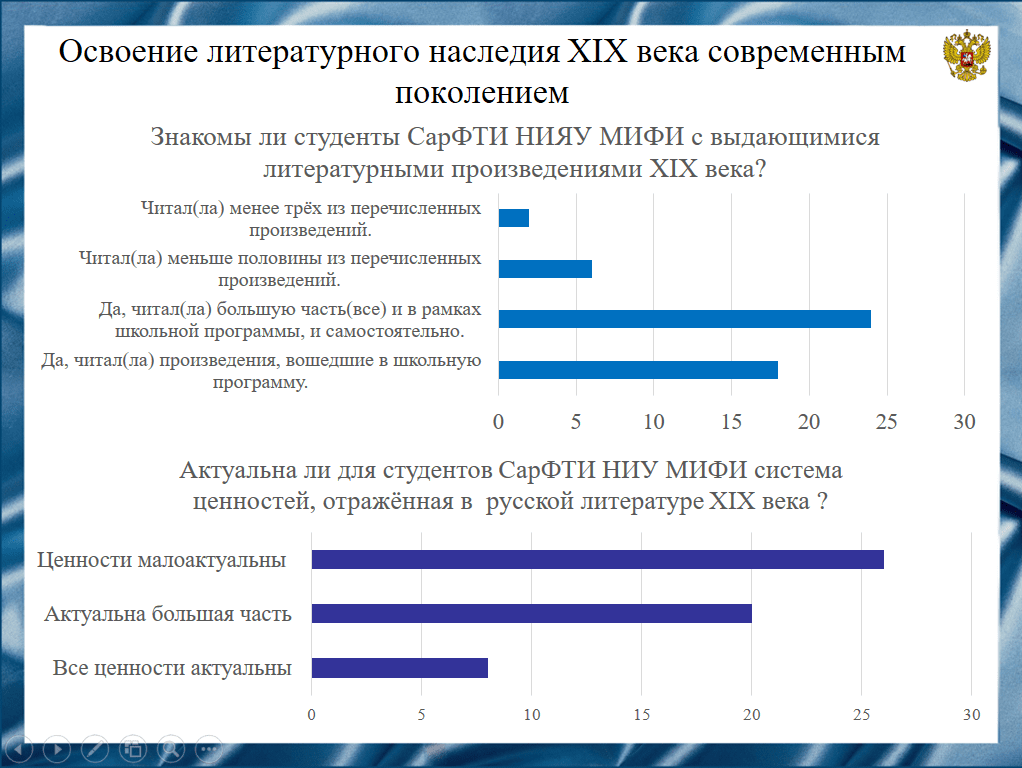 Освоение литературного наследия XIX века современным
поколением
Знакомы ли студенты СарФТИ НИЯУ МИФИ с выдающимися
литературными произведениями XIX века?
Читал(ла) менее трёх из перечисленных
произведений.
Читал(ла) меньше половины из перечисленных
произведений.
Да, читал(ла) большую часть(все) и в рамках
школьной программы, и самостоятельно.
Да, читал(ла) произведения, вошедшие в школьную
программу.
0 5 10 15 20 25 30
Актуальна ли для студентов СарФТИ НИУ МИФИ система
ценностей, отражённая в русской литературе XIX века ?
Ценности малоактуальны
Актуальна большая часть
Все ценности актуальны
0 5 10 15 20 25 30